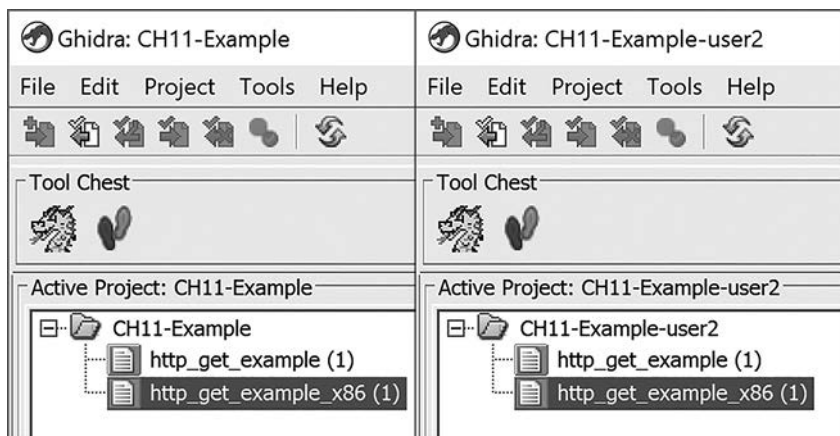 Ghidra: CH11-Example
File Edit Project Tools Help
Tool Chest
Active Project: CH11-Example
CH11-Example
http_get_example (1)
http_get_example_x86 (1)
Ghidra: CH11-Example-user2
File Edit Project Tools Help
Tool Chest
Active Project: CH11-Example-user2
CH11-Example-user2
http_get_example (1)
http_get_example_x86 (1)